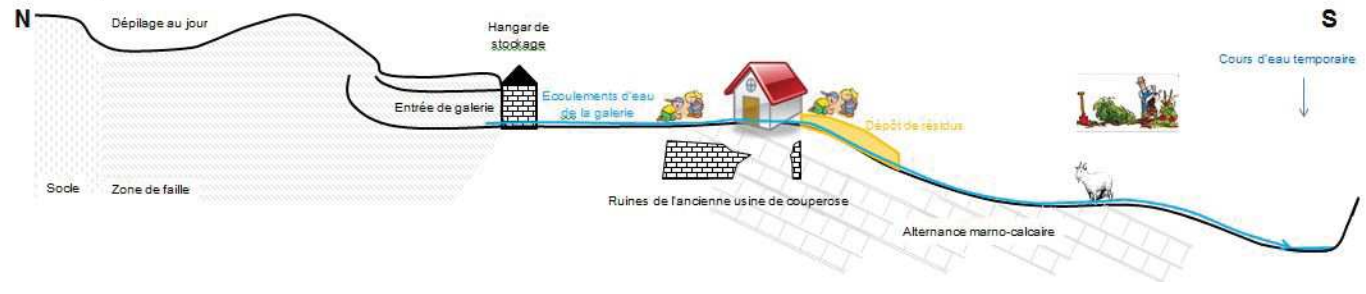 N
S
Dépilage au jour
Hangar de
stockage
Cours d'eau temporaire
Entrée de galerie
Ecoulements d'eau
de la galerie
Dépôt de résidus
Socle
Zone de faille
Ruines de l'ancienne usine de couperose
Alternance marno-calcaire